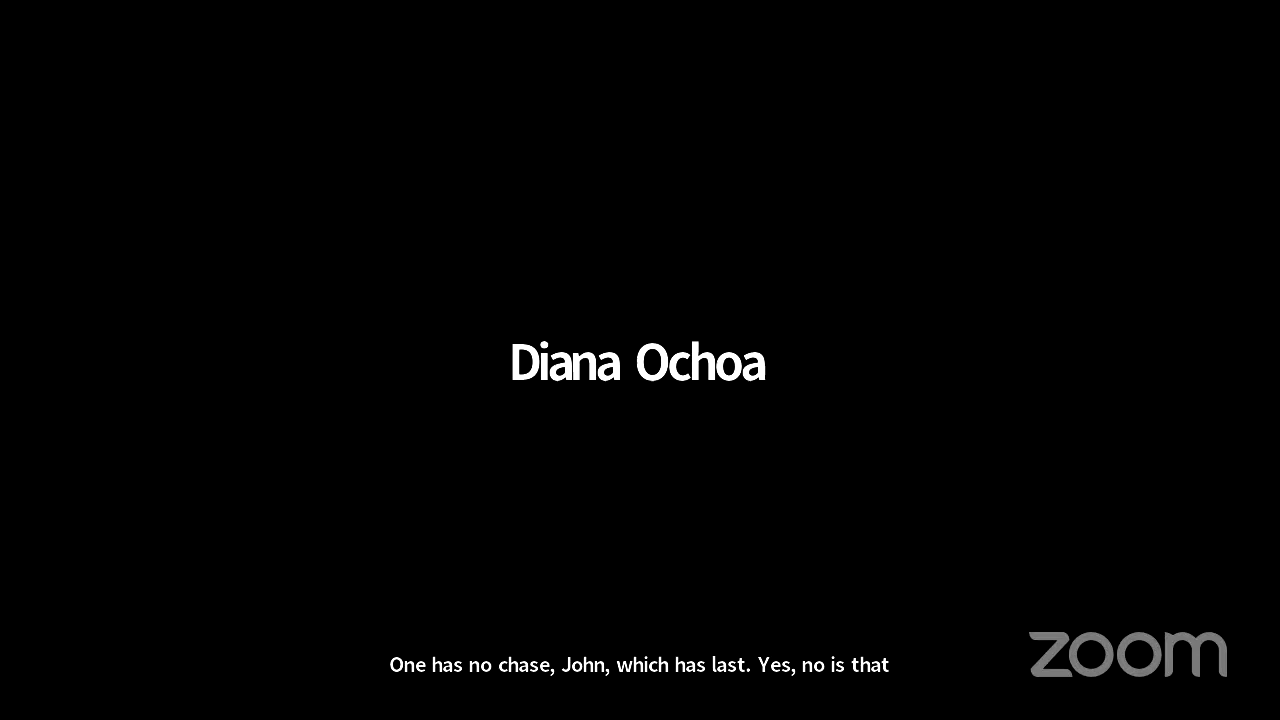 Diana Ochoa
One has no chase, John, which has last. Yes, no is that
zoom